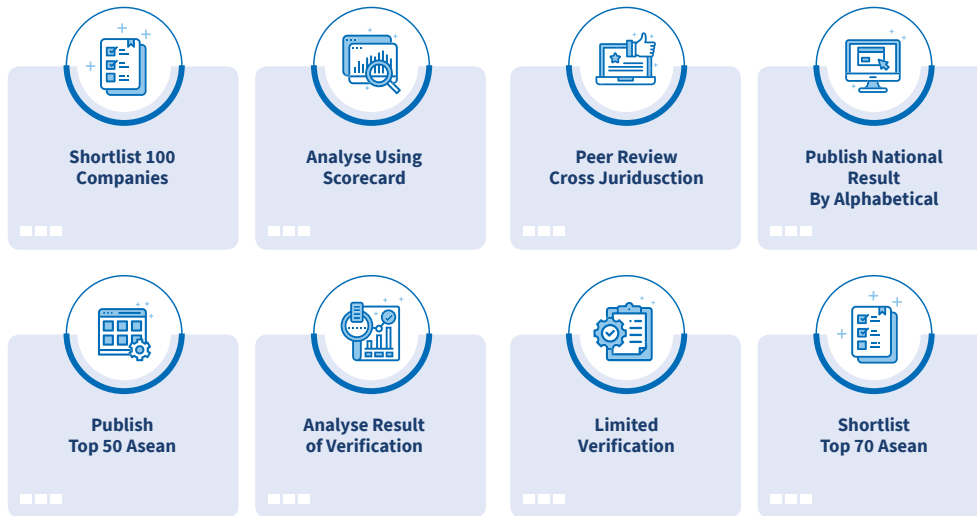 Shortlist 100
Companies
Analyse Using
Scorecard
Peer Review
Cross Juridusction
Publish National
Result
By Alphabetical
Publish
Top 50 Asean
Analyse Result
of Verification
Limited
Verification
Shortlist
Top 70 Asean